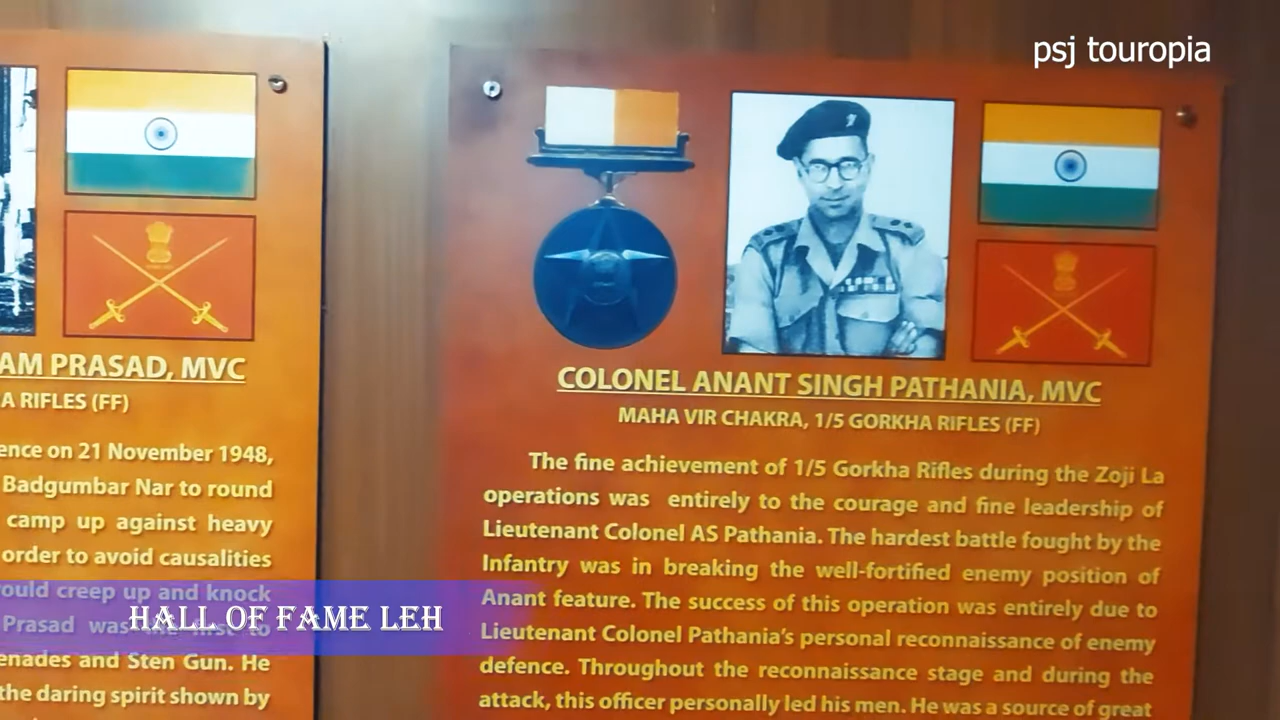 psj touropia
AM PRASAD, MVC
A RIFLES (FF)
ence on 21 November 1948,
Badgumbar Nar to round
camp up against heavy
order to avoid causalities
ould creep up and knock
Prasad was the first to
enades and Sten Gun. He
the daring spirit shown by
COLONEL ANANT SINGH PATHANIA, MVC
MAHA VIR CHAKRA, 1/5 GORKHA RIFLES (FF)
The fine achievement of 1/5 Gorkha Rifles during the Zoji La
operations was entirely to the courage and fine leadership of
Lieutenant Colonel AS Pathania. The hardest battle fought by the
Infantry was in breaking the well-fortified enemy position of
Anant feature. The success of this operation was entirely due to
Lieutenant Colonel Pathania's personal reconnaissance of enemy
defence. Throughout the reconnaissance stage and during the
attack, this officer personally led his men. He was a source of great
HALL OF FAME LEH